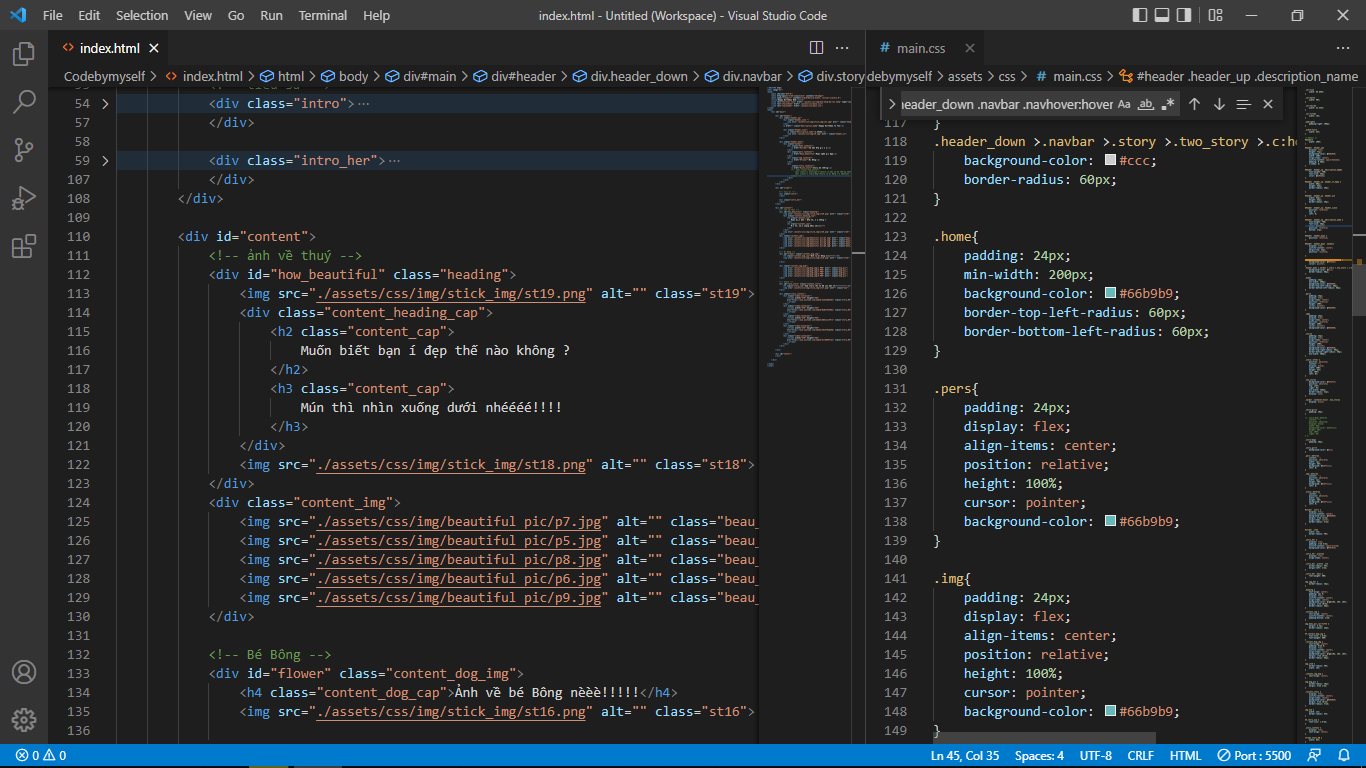 File Edit Selection View Go Run Terminal Help
index.html - Untitled (Workspace) - Visual Studio Code
index.html
main.css
Codebymyself > index.html > html > body > div#main > div#header > div.header_down > div.navbar > div.story
debymyself > assets > css > # main.css > #header .header_up .description_name
header_down .navbar .navhover:hover
54 <div class="intro">…
57 </div>
58
59 <div class="intro_her">…
107 </div>
108 </div>
109
110 <div id="content">
111 <!-- ảnh về thuý -->
112 <div id="how_beautiful" class="heading">
113 <img src="./assets/css/img/stick_img/st19.png" alt="" class="st19">
114 <div class="content_heading_cap">
115 <h2 class="content_cap">
116 Muốn biết bạn í đẹp thế nào không ?
117 </h2>
118 <h3 class="content_cap">
119 Mún thì nhìn xuống dưới nhéééé!!!!
120 </h3>
121 </div>
122 <img src="./assets/css/img/stick_img/st18.png" alt="" class="st18">
123 </div>
124 <div class="content_img">
125 <img src="./assets/css/img/beautiful pic/p7.jpg" alt="" class="beau_
126 <img src="./assets/css/img/beautiful pic/p5.jpg" alt="" class="beau_
127 <img src="./assets/css/img/beautiful pic/p8.jpg" alt="" class="beau_
128 <img src="./assets/css/img/beautiful pic/p6.jpg" alt="" class="beau_
129 <img src="./assets/css/img/beautiful pic/p9.jpg" alt="" class="beau_
130 </div>
131
132 <!-- Bé Bông -->
133 <div id="flower" class="content_dog_img">
134 <h4 class="content_dog_cap">Ảnh về bé Bông nèèè!!!!!</h4>
135 <img src="./assets/css/img/stick_img/st16.png" alt="" class="st16">
136
117 }
118 .header_down >.navbar >.story >.two_story >.c:ho
119 background-color: #ccc;
120 border-radius: 60px;
121 }
122
123 .home{
124 padding: 24px;
125 min-width: 200px;
126 background-color: #66b9b9;
127 border-top-left-radius: 60px;
128 border-bottom-left-radius: 60px;
129 }
130
131 .pers{
132 padding: 24px;
133 display: flex;
134 align-items: center;
135 position: relative;
136 height: 100%;
137 cursor: pointer;
138 background-color: #66b9b9;
139 }
140
141 .img{
142 padding: 24px;
143 display: flex;
144 align-items: center;
145 position: relative;
146 height: 100%;
147 cursor: pointer;
148 background-color: #66b9b9;
149 }
0 0
Ln 45, Col 35 Spaces: 4 UTF-8 CRLF HTML Port : 5500